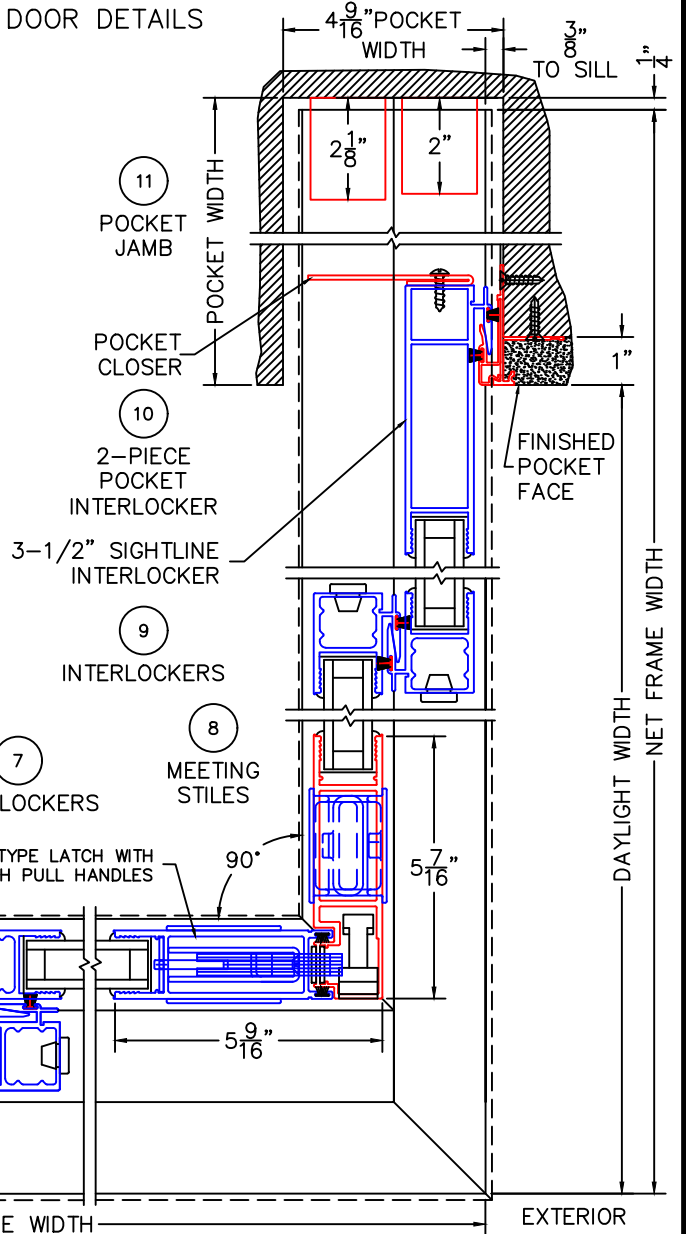 DOOR DETAILS
4 9/16" POCKET
WIDTH
3/8
TO SILL
1/4"
11
POCKET
JAMB
POCKET WIDTH
2 1/8"
2"
POCKET
CLOSER
1"
10
2-PIECE
POCKET
INTERLOCKER
FINISHED
POCKET
FACE
3-1/2" SIGHTLINE
INTERLOCKER
9
INTERLOCKERS
NET FRAME WIDTH
DAYLIGHT WIDTH
8
MEETING
STILES
7
LOCKERS
TYPE LATCH WITH
H PULL HANDLES
90°
5 7/16"
5 9/16"
E WIDTH
EXTERIOR